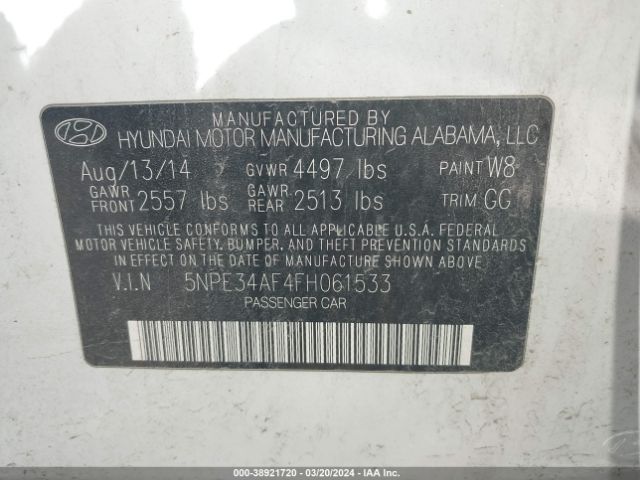 MANUFACTURED BY
HYUNDAI MOTOR MANUFACTURING ALABAMA, LLC
Aug/13/14 GVWR 4497 lbs PAINT W8
GAWR FRONT 2557 lbs GAWR REAR 2513 lbs TRIM GG
THIS VEHICLE CONFORMS TO ALL APPLICABLE U.S.A. FEDERAL
MOTOR VEHICLE SAFETY, BUMPER, AND THEFT PREVENTION STANDARDS
IN EFFECT ON THE DATE OF MANUFACTURE SHOWN ABOVE.
V.I.N 5NPE34AF4FH061533
PASSENGER CAR
000-38921720 - 03/20/2024 - IAA Inc.